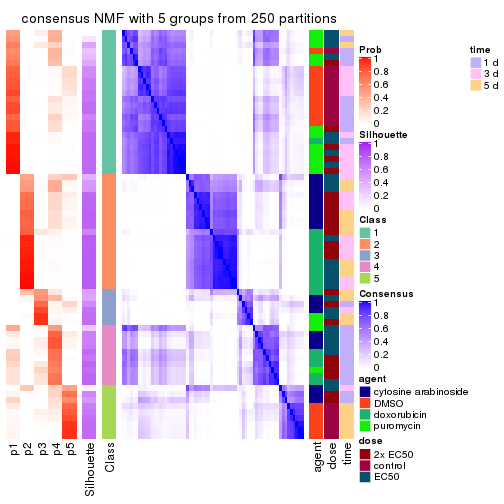 consensus NMF with 5 groups from 250 partitions
Prob
1
0.8
0.6
0.4
0.2
0
time
1 d
3 d
5 d
Silhouette
1
0.8
0.6
0.4
0.2
0
Class
1
2
3
4
5
Consensus
1
0.8
0.6
0.4
0.2
0
agent
cytosine arabinoside
DMSO
doxorubicin
puromycin
dose
2x EC50
control
EC50
p1
p2
p3
p4
p5
Silhouette
Class
agent
dose
time